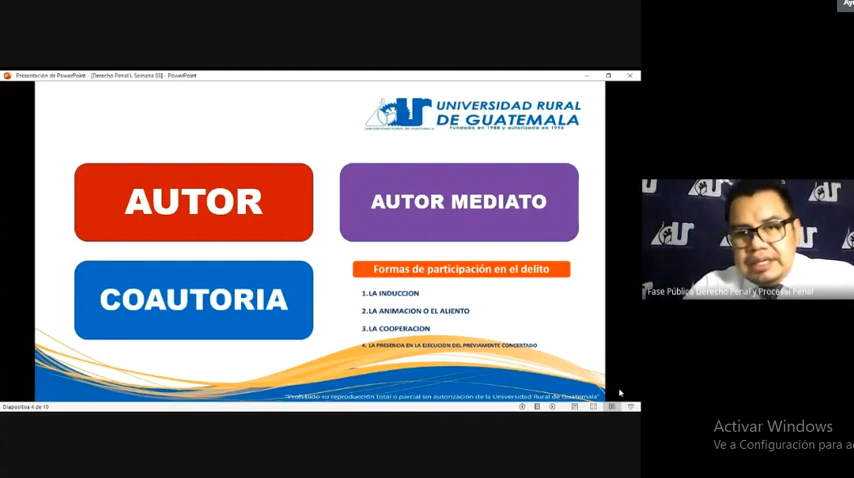 Ay
Presentación de PowerPoint - [Derecho Penal I, Semana 03] - PowerPoint
UNIVERSIDAD RURAL
DE GUATEMALA
Fundada en 1988 y autorizada en 1995
AUTOR
AUTOR MEDIATO
COAUTORIA
Formas de participación en el delito
1.LA INDUCCION
2.LA ANIMACION O EL ALIENTO
3.LA COOPERACION
4. LA PRESENCIA EN LA EJECUCION DEL PREVIAMENTE CONCERTADO
"Prohibido su reproducción total o parcial sin autorización de la Universidad Rural de Guatemala"
Diapositiva 4 de 10
Fase Pública Derecho Penal y Procesal Penal
Activar Windows
Ve a Configuración para a